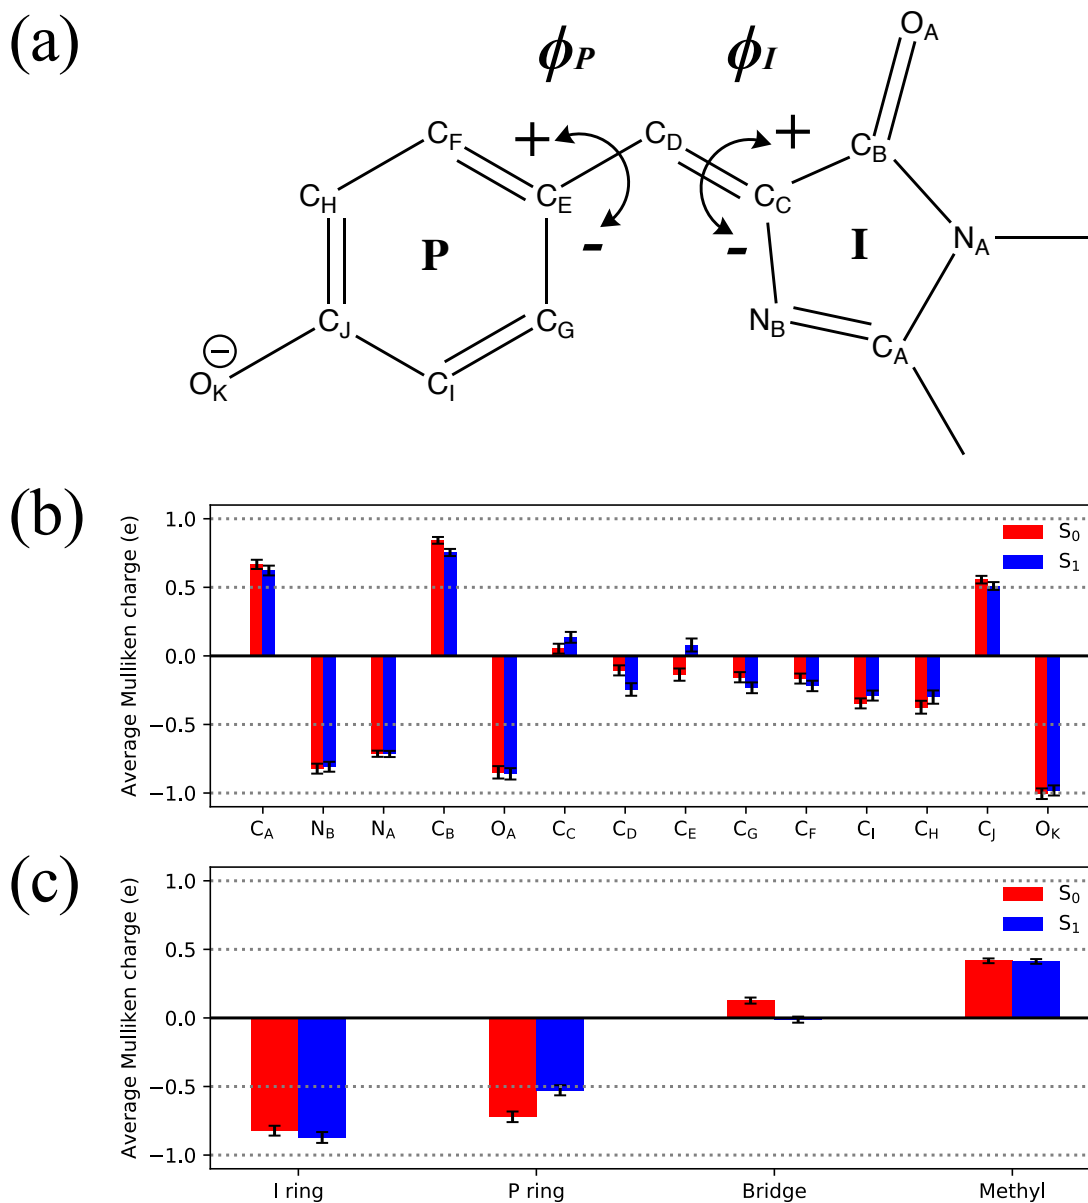 (a)
ϕP ϕI OA
CF + CD + CB
CH CE CC
P - - I NA
CJ CG NB CA
−
OK CI
(b)
Average Mulliken charge (e)
1.0
0.5
0.0
−0.5
−1.0
S0
S1
CA NB NA CB OA CC CD CE CG CF CI CH CJ OK
(c)
Average Mulliken charge (e)
1.0
0.5
0.0
−0.5
−1.0
S0
S1
I ring P ring Bridge Methyl